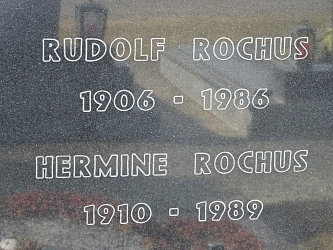 RUDOLF ROCHUS
1906 - 1986
HERMINE ROCHUS
1910 - 1989